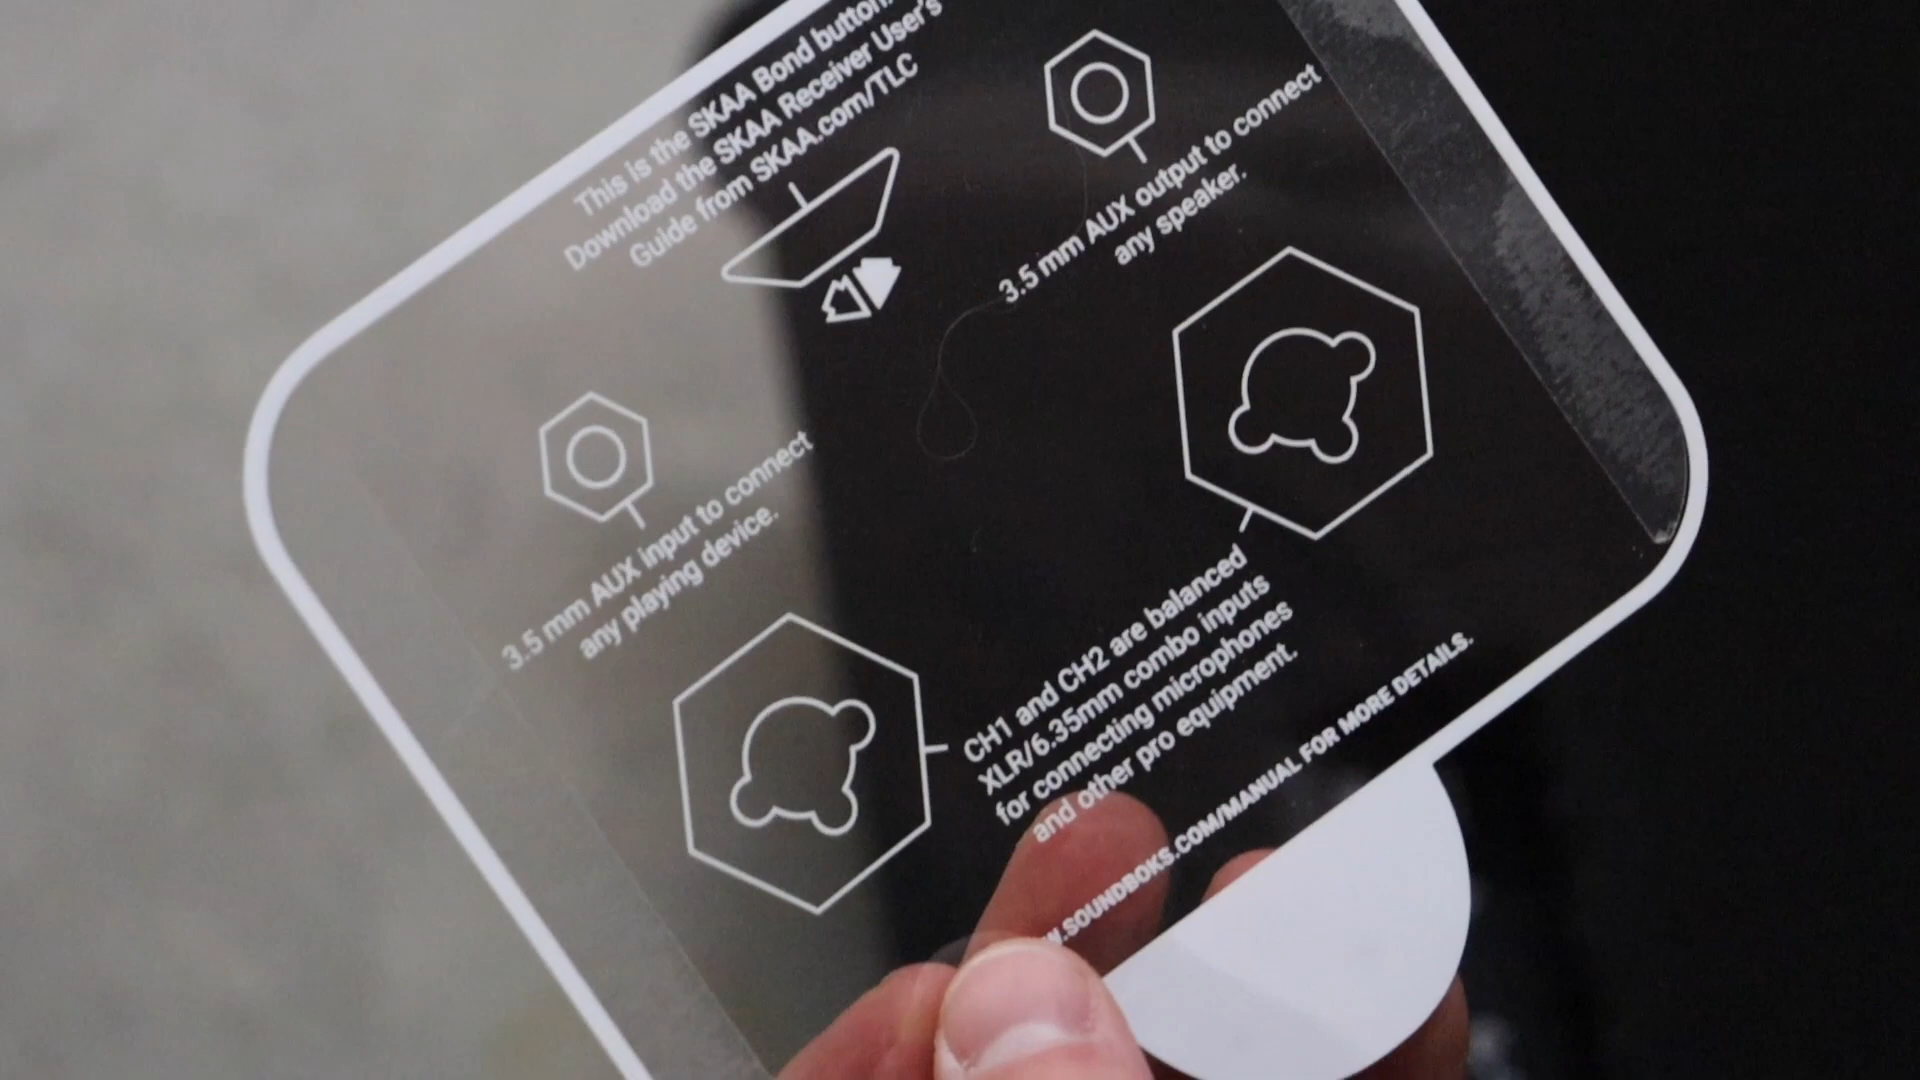 This is the SKAA Bond button.
Download the SKAA Receiver User's
Guide from SKAA.com/TLC
3.5 mm AUX output to connect
any speaker.
3.5 mm AUX input to connect
any playing device.
CH1 and CH2 are balanced
XLR/6.35mm combo inputs
for connecting microphones
and other pro equipment.
w.SOUNDBOKS.COM/MANUAL FOR MORE DETAILS.